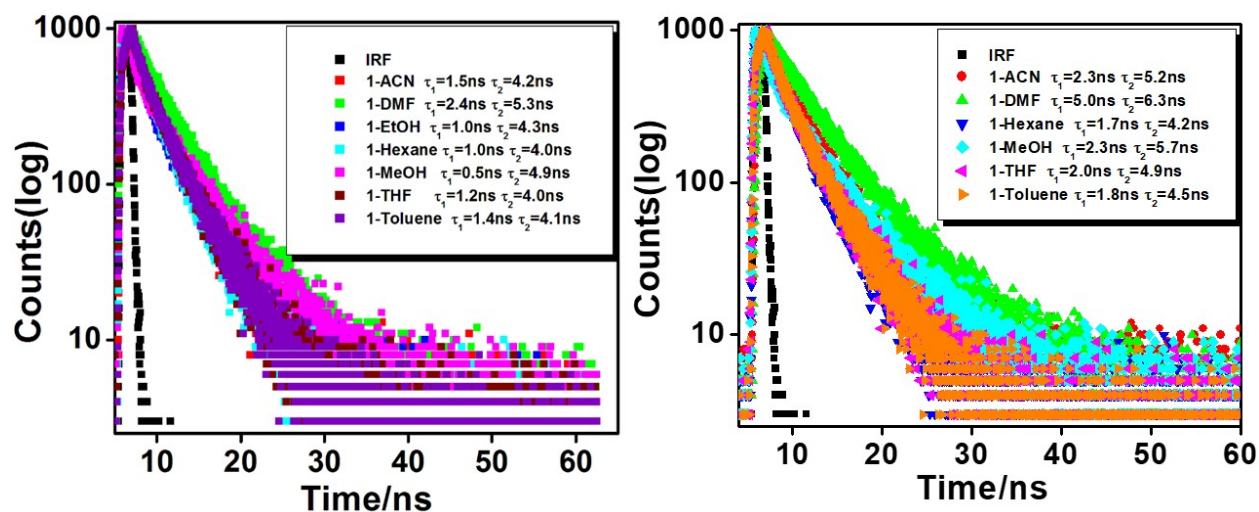 1000
100
10
Counts(log)
IRF
1-ACN τ₁=1.5ns τ₂=4.2ns
1-DMF τ₁=2.4ns τ₂=5.3ns
1-EtOH τ₁=1.0ns τ₂=4.3ns
1-Hexane τ₁=1.0ns τ₂=4.0ns
1-MeOH τ₁=0.5ns τ₂=4.9ns
1-THF τ₁=1.2ns τ₂=4.0ns
1-Toluene τ₁=1.4ns τ₂=4.1ns
10 20 30 40 50 60
Time/ns
1000
100
10
Counts(log)
IRF
1-ACN τ₁=2.3ns τ₂=5.2ns
1-DMF τ₁=5.0ns τ₂=6.3ns
1-Hexane τ₁=1.7ns τ₂=4.2ns
1-MeOH τ₁=2.3ns τ₂=5.7ns
1-THF τ₁=2.0ns τ₂=4.9ns
1-Toluene τ₁=1.8ns τ₂=4.5ns
10 20 30 40 50 60
Time/ns